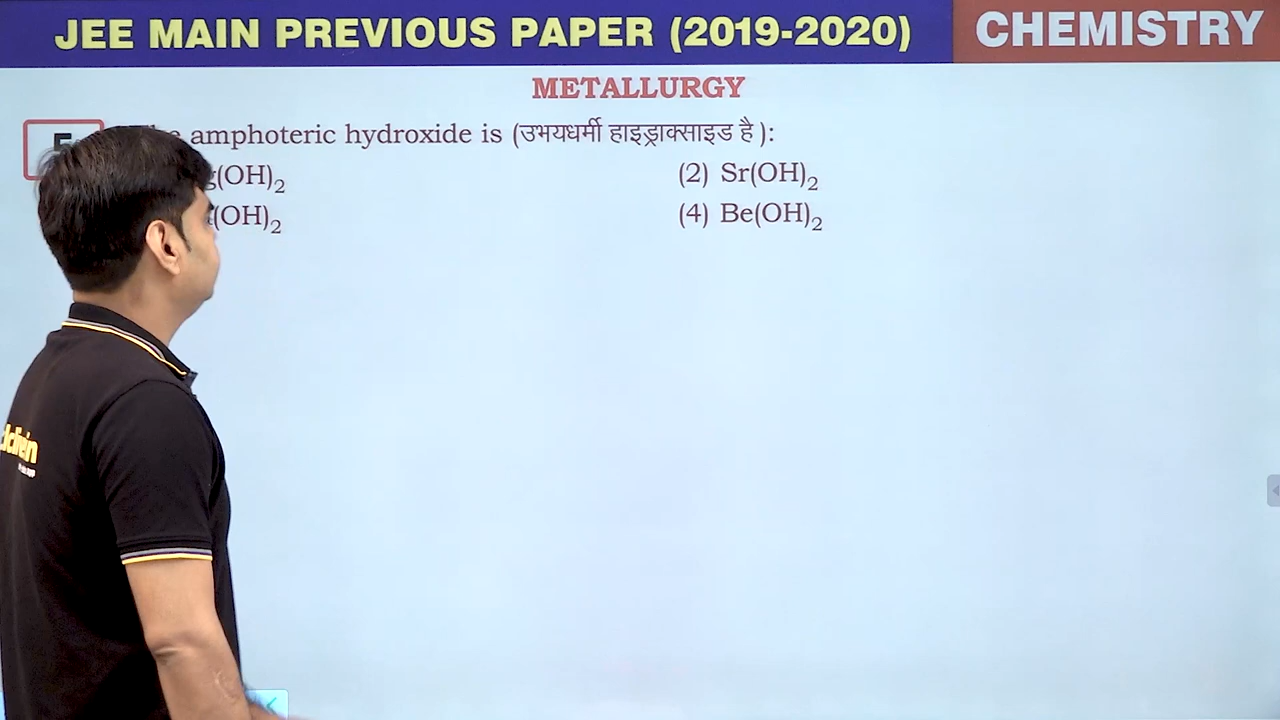 JEE MAIN PREVIOUS PAPER (2019-2020)
CHEMISTRY
METALLURGY
amphoteric hydroxide is (उभयधर्मी हाइड्राक्साइड है ):
(OH)₂
(2) Sr(OH)₂
(OH)₂
(4) Be(OH)₂